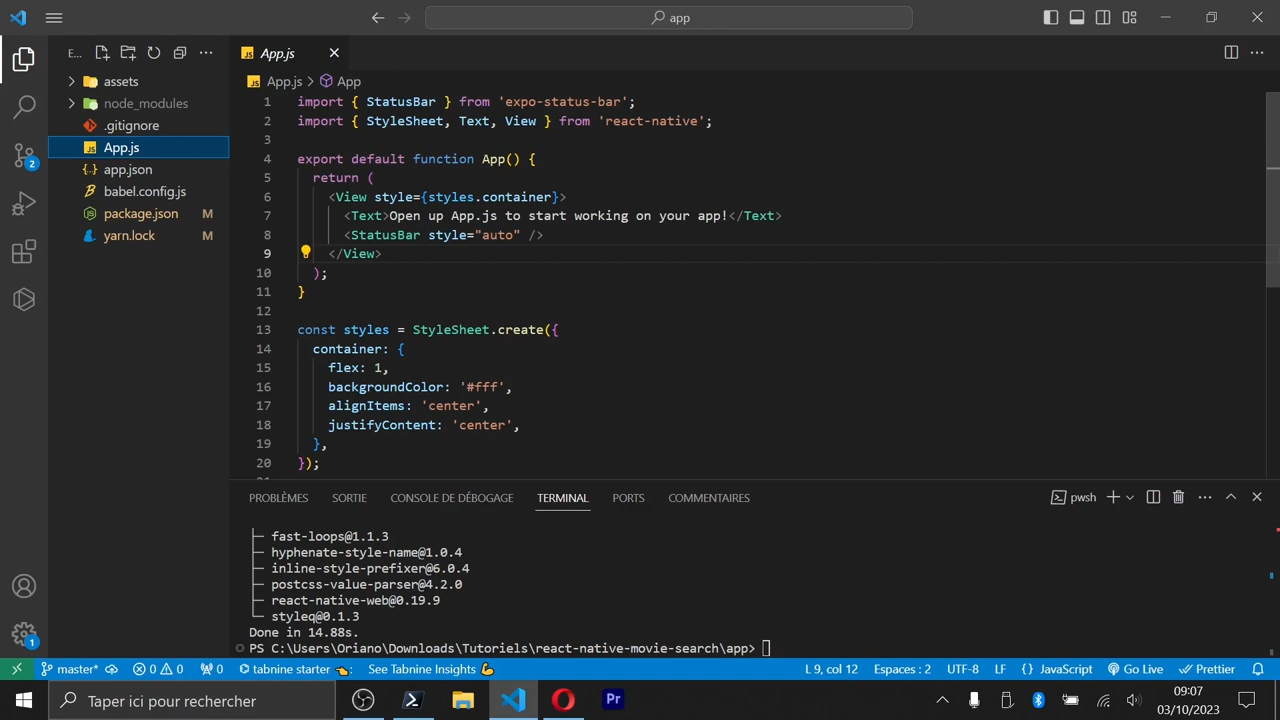 app
E...
App.js
assets
node_modules
.gitignore
App.js
app.json
babel.config.js
package.json M
yarn.lock M
2
1
App.js > App
1 import { StatusBar } from 'expo-status-bar';
2 import { StyleSheet, Text, View } from 'react-native';
3
4 export default function App() {
5 return (
6 <View style={styles.container}>
7 <Text>Open up App.js to start working on your app!</Text>
8 <StatusBar style="auto" />
9 </View>
10 );
11 }
12
13 const styles = StyleSheet.create({
14 container: {
15 flex: 1,
16 backgroundColor: '#fff',
17 alignItems: 'center',
18 justifyContent: 'center',
19 },
20 });
PROBLÈMES SORTIE CONSOLE DE DÉBOGAGE TERMINAL PORTS COMMENTAIRES pwsh
├─ fast-loops@1.1.3
├─ hyphenate-style-name@1.0.4
├─ inline-style-prefixer@6.0.4
├─ postcss-value-parser@4.2.0
├─ react-native-web@0.19.9
└─ styleq@0.1.3
Done in 14.88s.
PS C:\Users\Oriano\Downloads\Tutoriels\react-native-movie-search\app>
master* 0 0 0 tabnine starter See Tabnine Insights L 9, col 12 Espaces : 2 UTF-8 LF {} JavaScript Go Live Prettier
Taper ici pour rechercher
Pr
09:07
03/10/2023